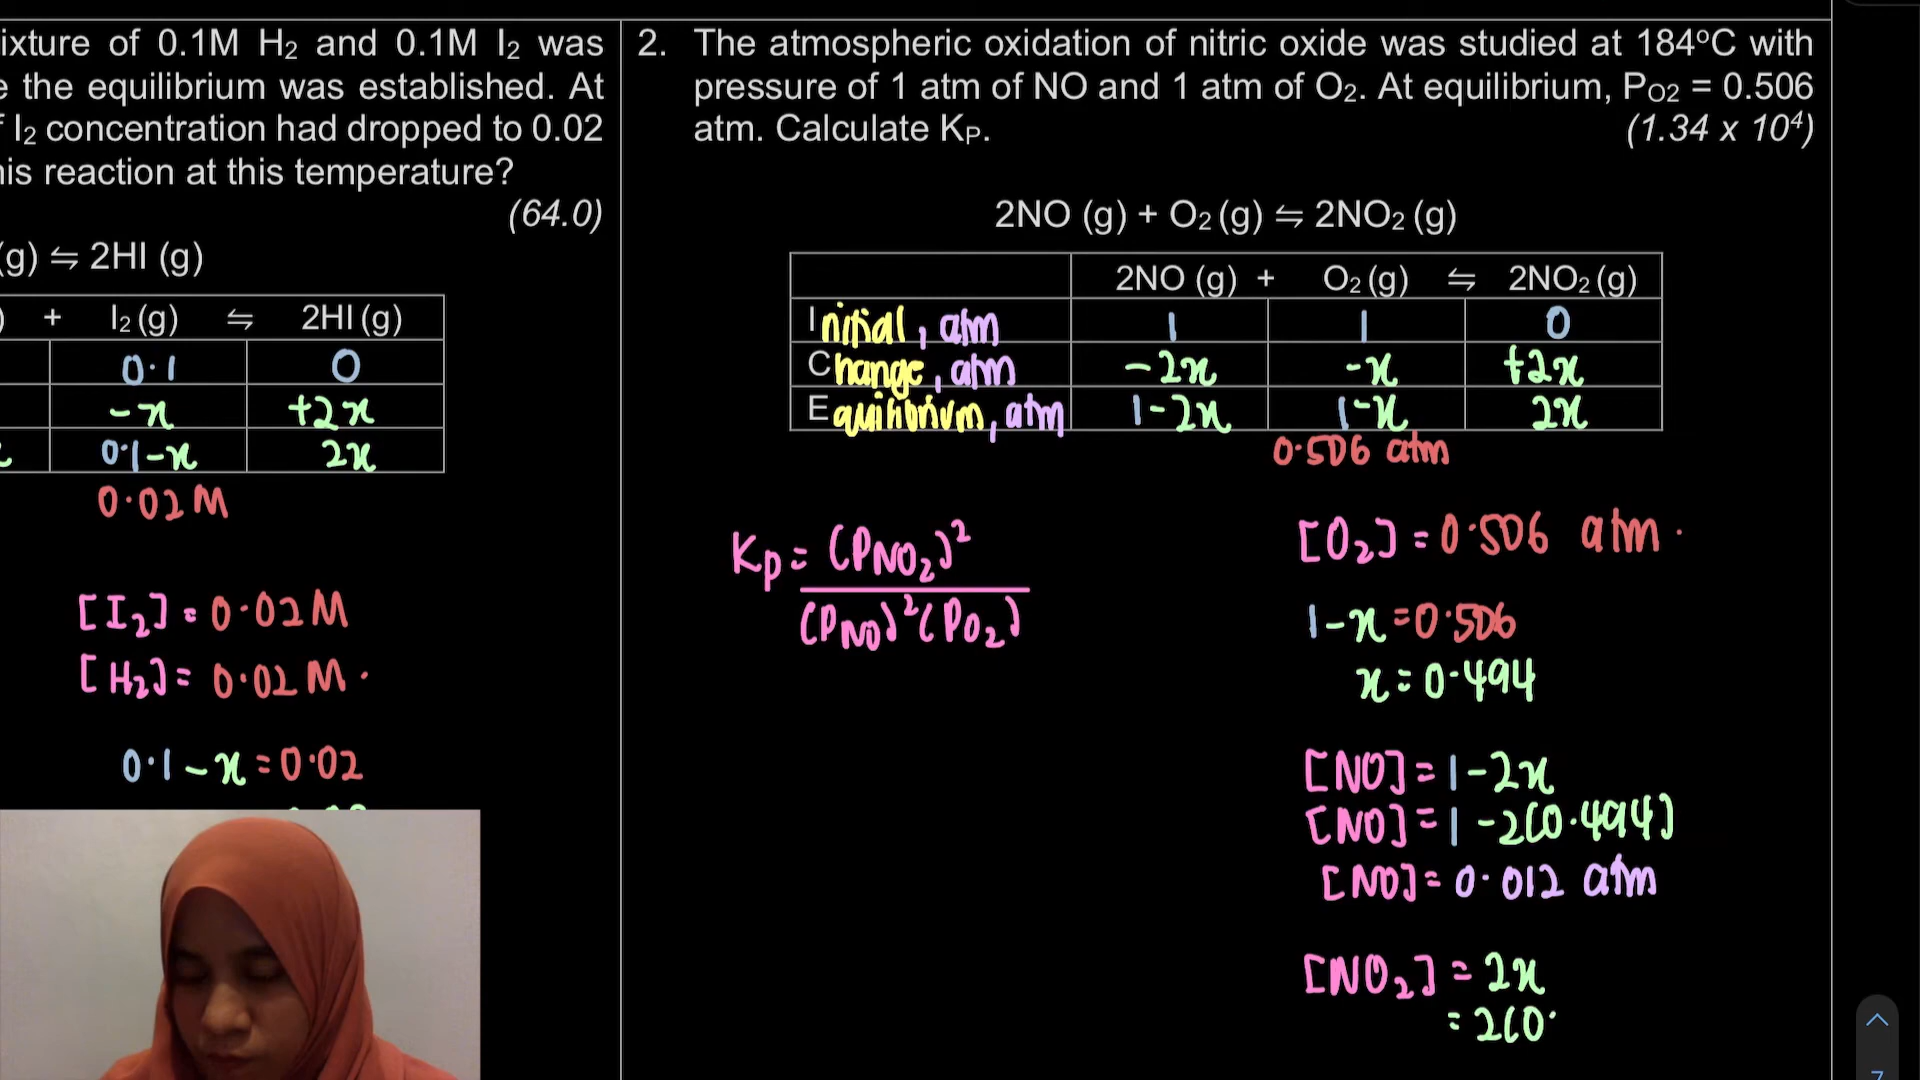 ixture of 0.1M H₂ and 0.1M I₂ was
e the equilibrium was established. At
I₂ concentration had dropped to 0.02
his reaction at this temperature?
(64.0)
(g) ⇋ 2HI (g)
) + I₂ (g) ⇋ 2HI (g)
0.1 0
-x +2x
0.1-x 2x
0.02 M
[I₂] = 0.02 M
[H₂] = 0.02 M.
0.1 - x = 0.02
2. The atmospheric oxidation of nitric oxide was studied at 184ºC with
pressure of 1 atm of NO and 1 atm of O₂. At equilibrium, PO2 = 0.506
atm. Calculate KP.
(1.34 x 10⁴)
2NO (g) + O₂ (g) ⇋ 2NO₂ (g)
2NO (g) + O₂ (g) ⇋ 2NO₂ (g)
Initial, atm 1 1 0
Change, atm -2x -x +2x
Equilibrium, atm 1-2x 1-x 2x
0.506 atm
Kp = (PNO₂)²
(PNO)²(PO₂)
[O₂] = 0.506 atm.
1-x = 0.506
x = 0.494
[NO] = 1-2x
[NO] = 1-2(0.494)
[NO] = 0.012 atm
[NO₂] = 2x
= 2(0.
7